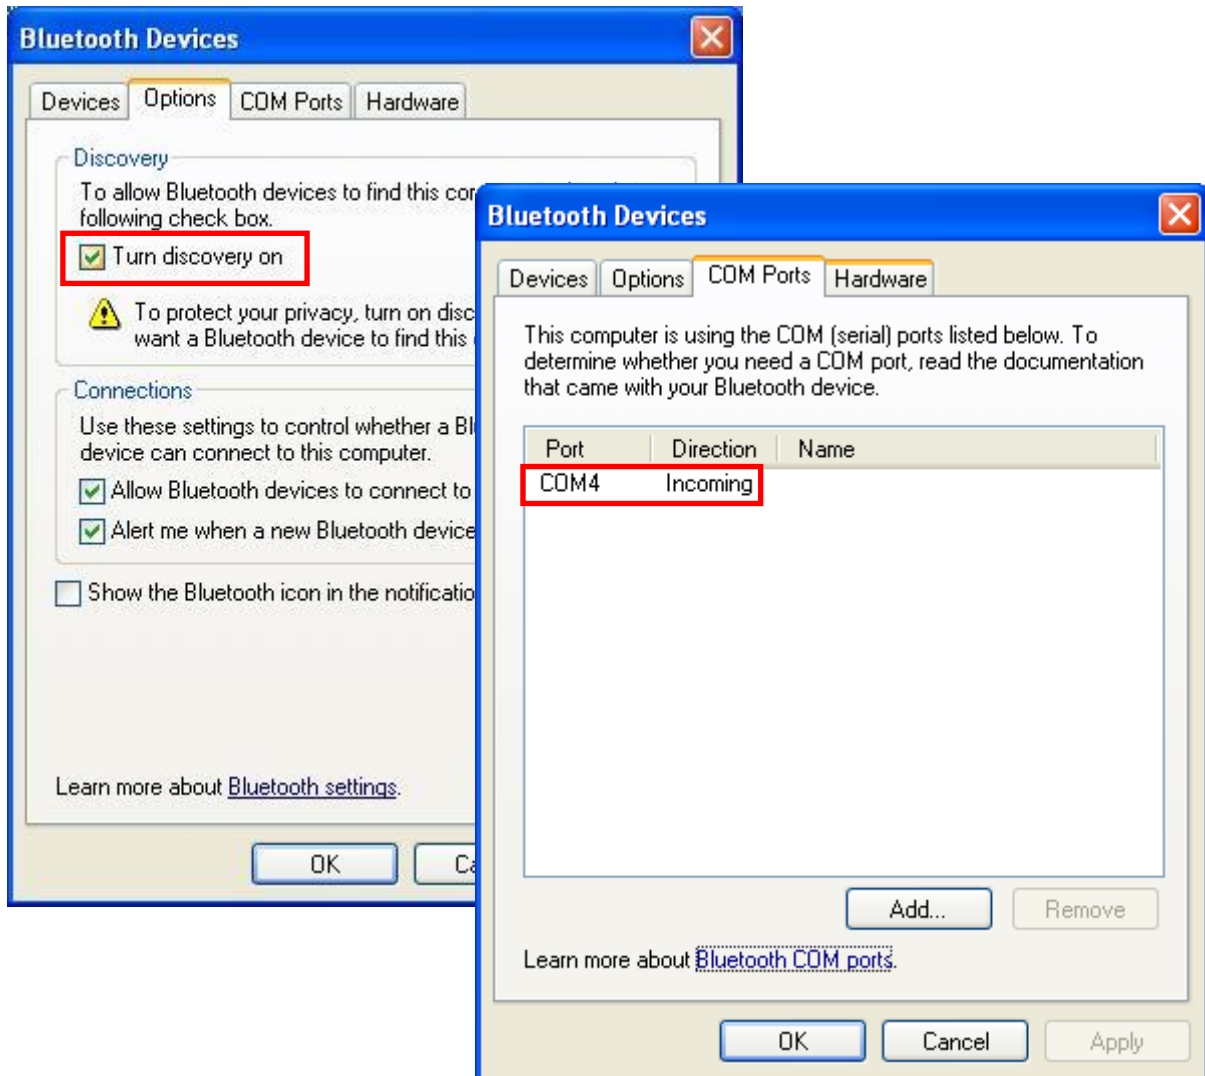 Bluetooth Devices
Devices Options COM Ports Hardware
Discovery
To allow Bluetooth devices to find this
following check box.
Turn discovery on
To protect your privacy, turn on
want a Bluetooth device to find this
Connections
Use these settings to control whether a
device can connect to this computer.
Allow Bluetooth devices to connect to
Alert me when a new Bluetooth device
Show the Bluetooth icon in the
Learn more about Bluetooth settings.
OK
Bluetooth Devices
Devices Options COM Ports Hardware
This computer is using the COM (serial) ports listed below. To
determine whether you need a COM port, read the documentation
that came with your Bluetooth device.
Port Direction Name
COM4 Incoming
Add... Remove
Learn more about Bluetooth COM ports.
OK Cancel Apply